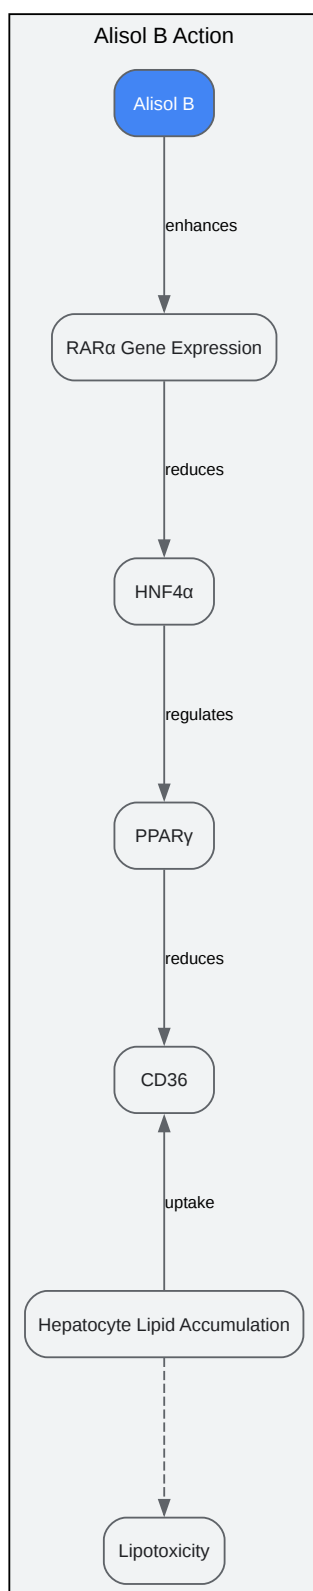 Alisol B Action
Alisol B
enhances
RARα Gene Expression
reduces
HNF4α
regulates
PPARγ
reduces
CD36
uptake
Hepatocyte Lipid Accumulation
Lipotoxicity